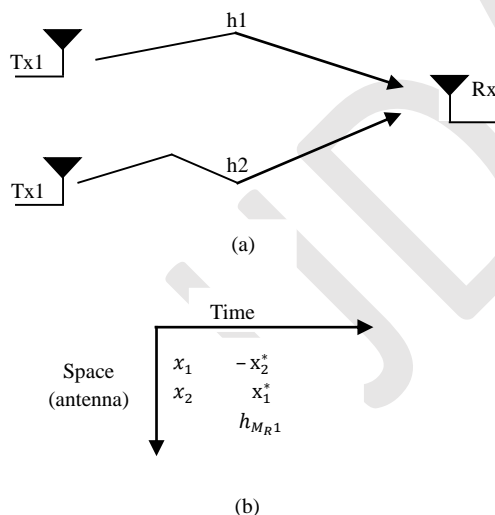 h1
Tx1
Rx
h2
Tx1
(a)
Time
Space
(antenna)
x₁ − x₂*
x₂ x₁*
h_{M_R1}
(b)